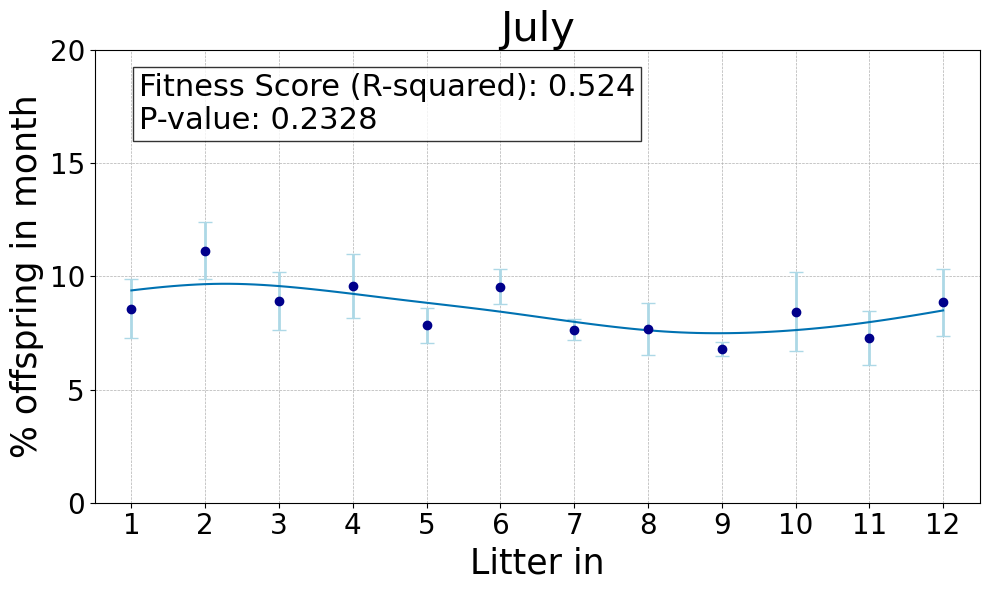 July
Fitness Score (R-squared): 0.524
P-value: 0.2328
% offspring in month
20
15
10
5
0
1 2 3 4 5 6 7 8 9 10 11 12
Litter in